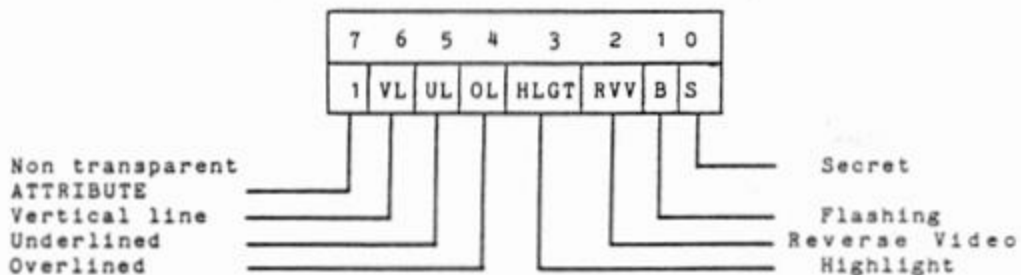 7 6 5 4 3 2 1 0
1 VL UL OL HLGT RVV B S
Non transparent
ATTRIBUTE
Secret
Vertical line
Flashing
Underlined
Reverse Video
Overlined
Highlight